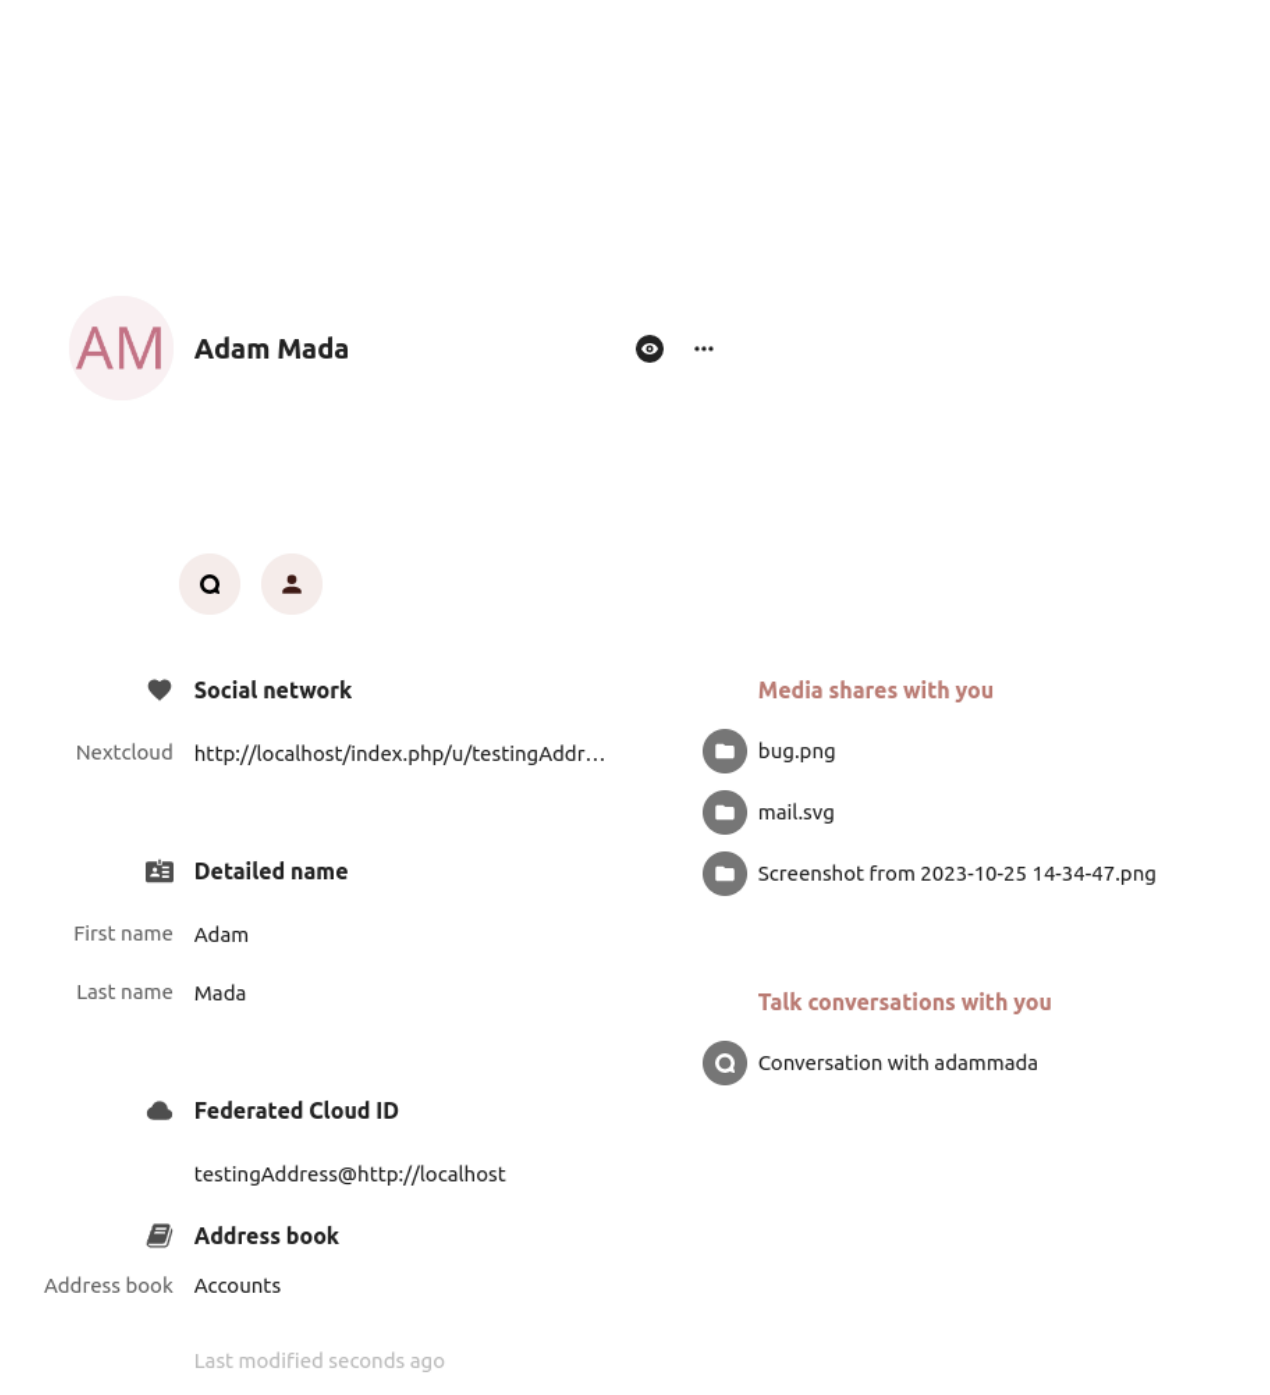 AM
Adam Mada
Social network
Nextcloud http://localhost/index.php/u/testingAddr…
Detailed name
First name Adam
Last name Mada
Federated Cloud ID
testingAddress@http://localhost
Address book
Address book Accounts
Last modified seconds ago
Media shares with you
bug.png
mail.svg
Screenshot from 2023-10-25 14-34-47.png
Talk conversations with you
Conversation with adammada